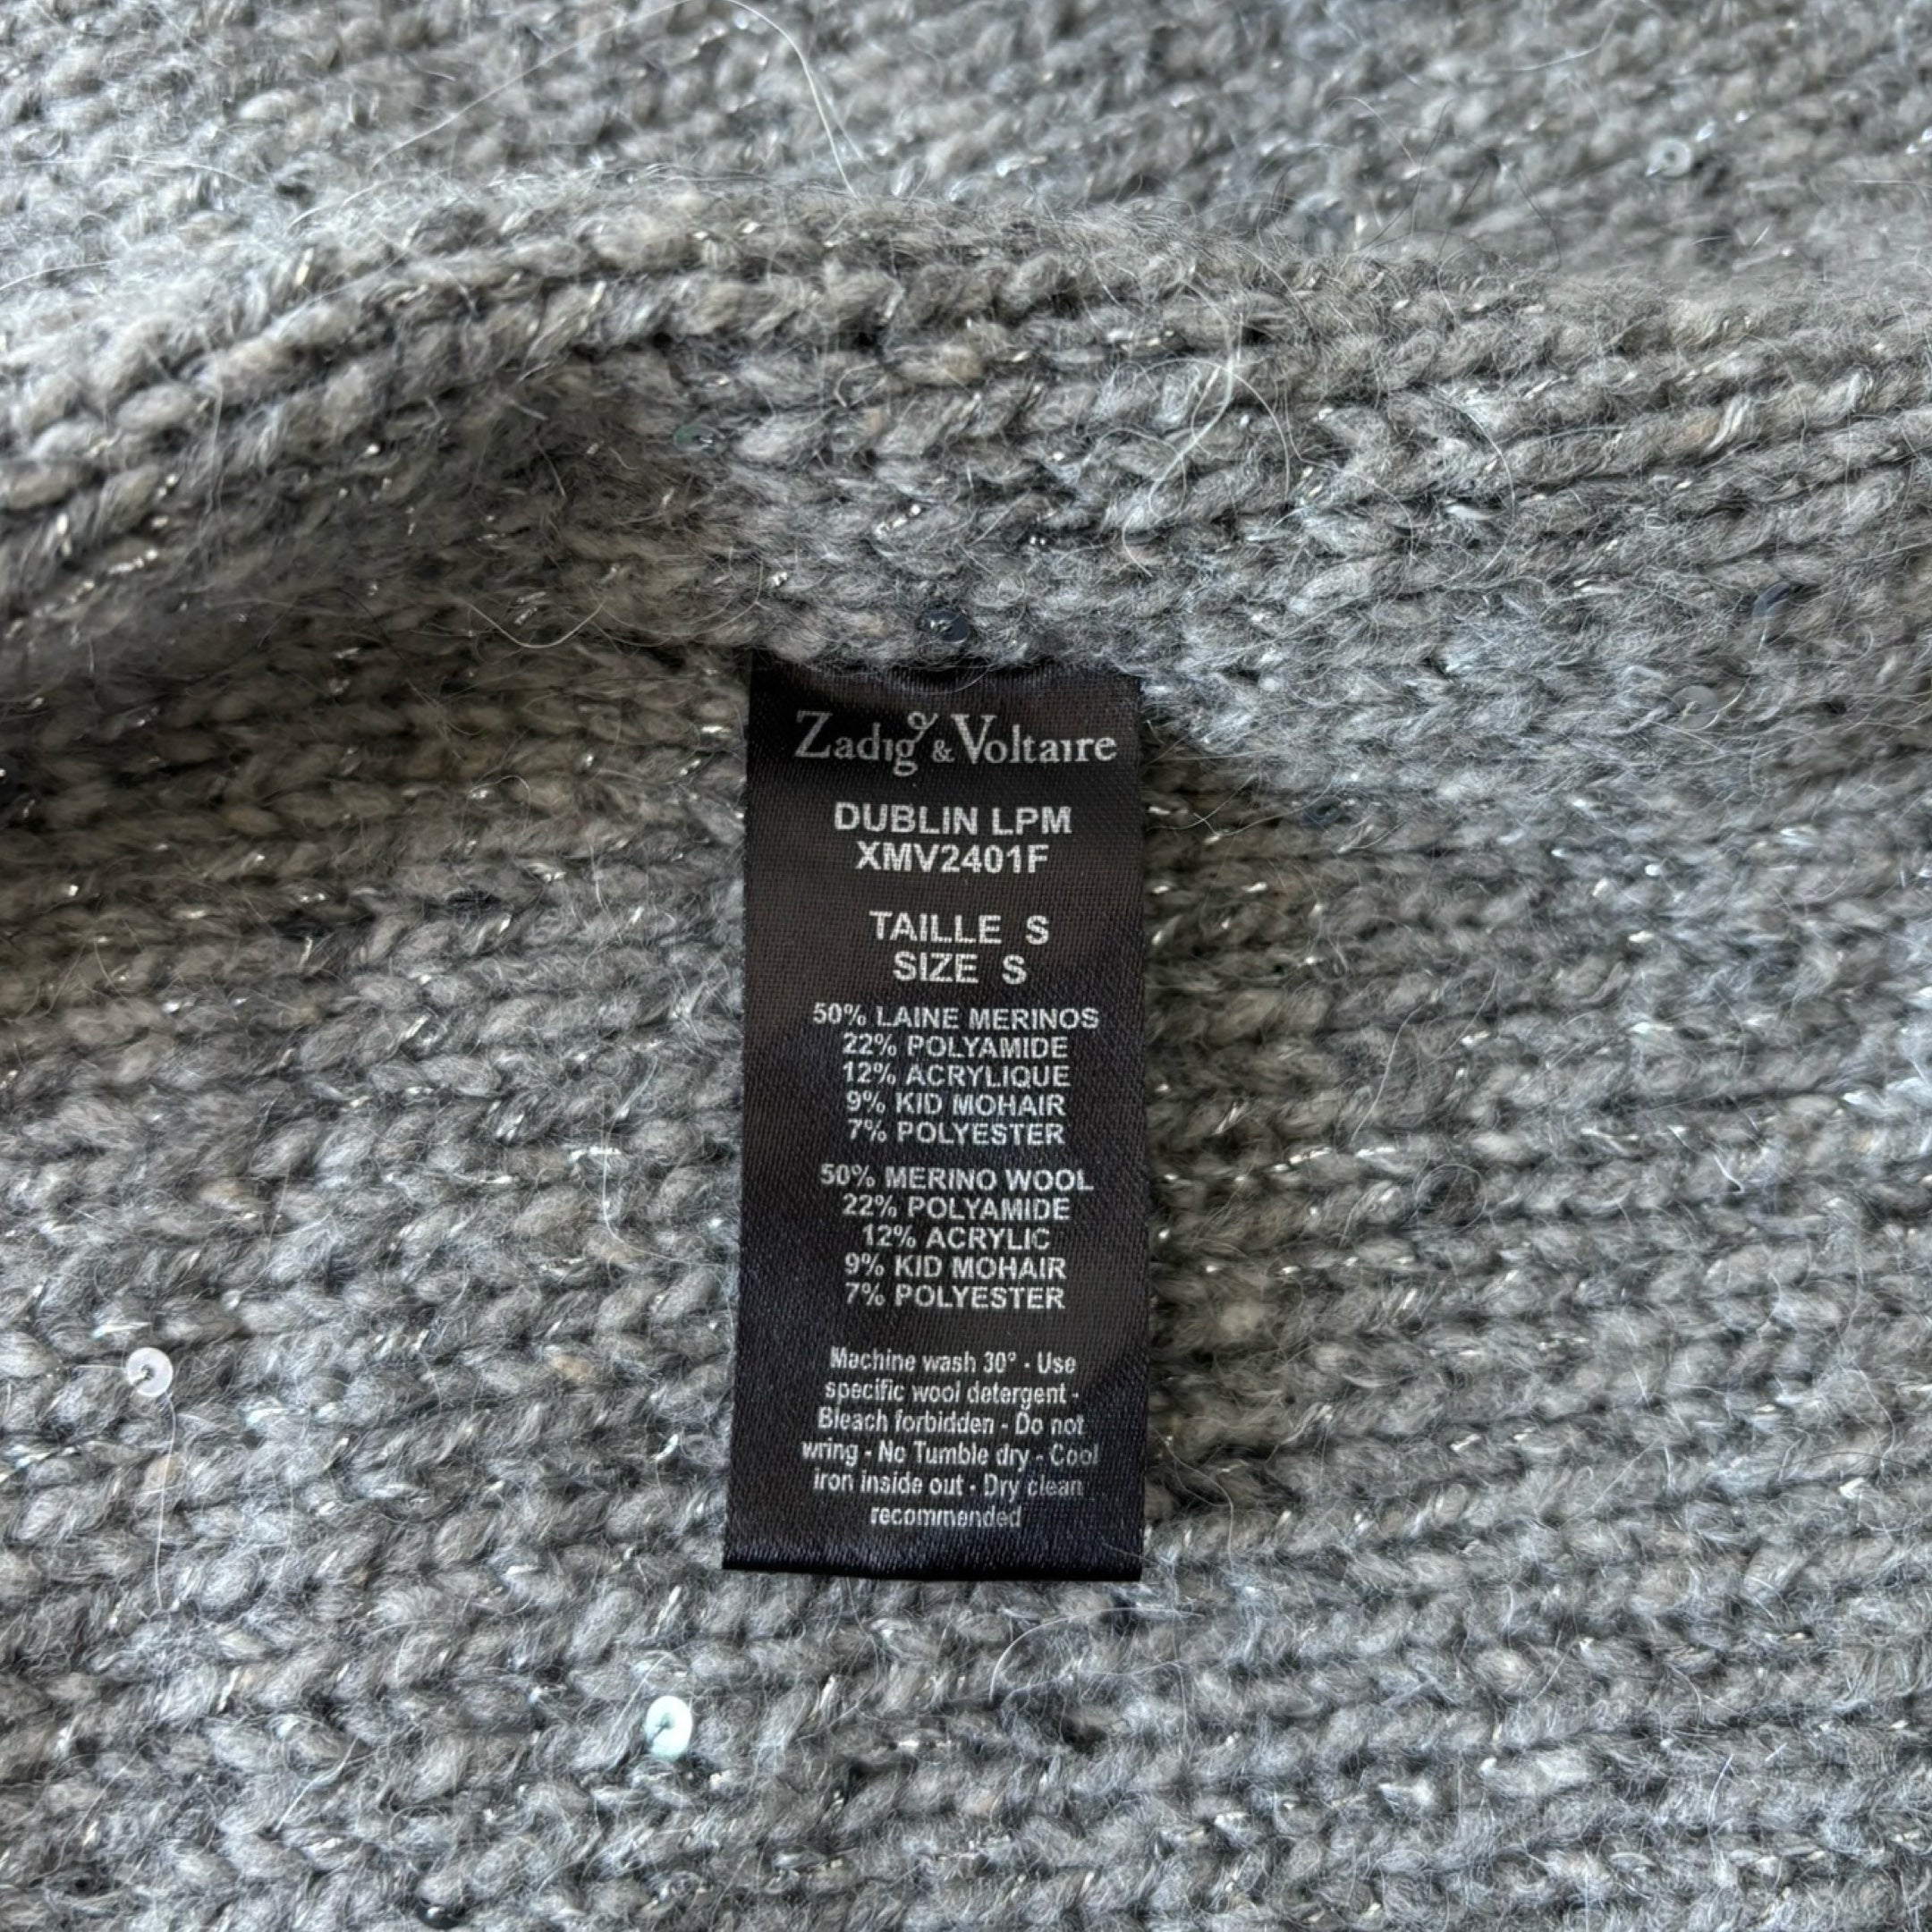 Zadig & Voltaire
DUBLIN LPM
XMV2401F
TAILLE S
SIZE S
50% LAINE MERINOS
22% POLYAMIDE
12% ACRYLIQUE
9% KID MOHAIR
7% POLYESTER
50% MERINO WOOL
22% POLYAMIDE
12% ACRYLIC
9% KID MOHAIR
7% POLYESTER
Machine wash 30° - Use
specific wool detergent -
Bleach forbidden - Do not
wring - No Tumble dry - Cool
iron inside out - Dry clean
recommended